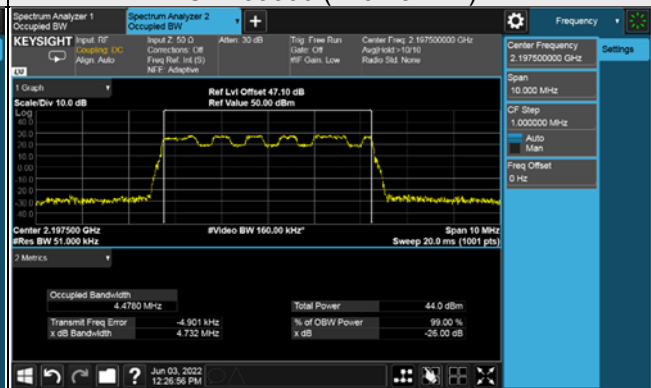 Spectrum Analyzer 1
Occupied BW
Spectrum Analyzer 2
Occupied BW
+
Frequency
KEYSIGHT
Input: RF
Coupling: DC
Align: Auto
Input Z: 50 Ω
Corrections: Off
Freq Ref: Int (S)
NFE: Adaptive
Atten: 30 dB
Trig: Free Run
Gate: Off
#IF Gain: Low
Center Freq: 2.197500000 GHz
Avg|Hold:>10/10
Radio Std: None
Center Frequency
2.197500000 GHz
Settings
Span
10.000 MHz
CF Step
1.000000 MHz
Auto
Man
Freq Offset
0 Hz
1 Graph
Scale/Div 10.0 dB
Ref Lvl Offset 47.10 dB
Ref Value 50.00 dBm
Log
40.0
30.0
20.0
10.0
0.00
-10.0
-20.0
-30.0
-40.0
Center 2.197500 GHz
#Res BW 51.000 kHz
#Video BW 160.00 kHz*
Span 10 MHz
Sweep 20.0 ms (1001 pts)
2 Metrics
Occupied Bandwidth
4.4780 MHz
Total Power 44.0 dBm
Transmit Freq Error -4.901 kHz
% of OBW Power 99.00 %
x dB Bandwidth 4.732 MHz
x dB -26.00 dB
?
Jun 03, 2022
12:26:56 PM